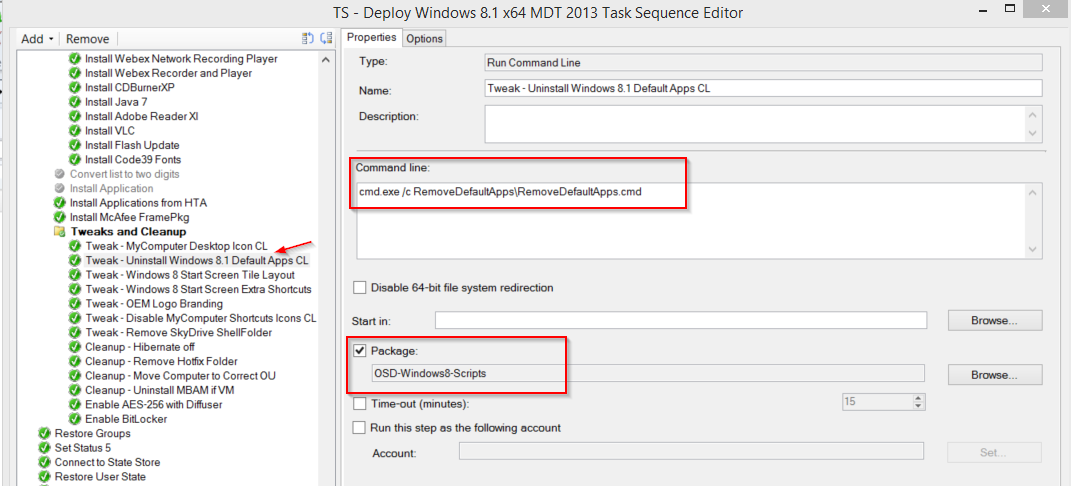 TS - Deploy Windows 8.1 x64 MDT 2013 Task Sequence Editor
Add
Remove
Install Webex Network Recording Player
Install Webex Recorder and Player
Install CDBurnerXP
Install Java 7
Install Adobe Reader XI
Install VLC
Install Flash Update
Install Code39 Fonts
Convert list to two digits
Install Application
Install Applications from HTA
Install McAfee FramePkg
Tweaks and Cleanup
Tweak - MyComputer Desktop Icon CL
Tweak - Uninstall Windows 8.1 Default Apps CL
Tweak - Windows 8 Start Screen Tile Layout
Tweak - Windows 8 Start Screen Extra Shortcuts
Tweak - OEM Logo Branding
Tweak - Disable MyComputer Shortcuts Icons CL
Tweak - Remove SkyDrive ShellFolder
Cleanup - Hibernate off
Cleanup - Remove Hotfix Folder
Cleanup - Move Computer to Correct OU
Cleanup - Uninstall MBAM if VM
Enable AES-256 with Diffuser
Enable BitLocker
Restore Groups
Set Status 5
Connect to State Store
Restore User State
Properties
Options
Type:
Run Command Line
Name:
Tweak - Uninstall Windows 8.1 Default Apps CL
Description:
Command line:
cmd.exe /c RemoveDefaultApps\RemoveDefaultApps.cmd
Disable 64-bit file system redirection
Start in:
Browse...
Package:
OSD-Windows8-Scripts
Browse...
Time-out (minutes):
15
Run this step as the following account
Account:
Set...